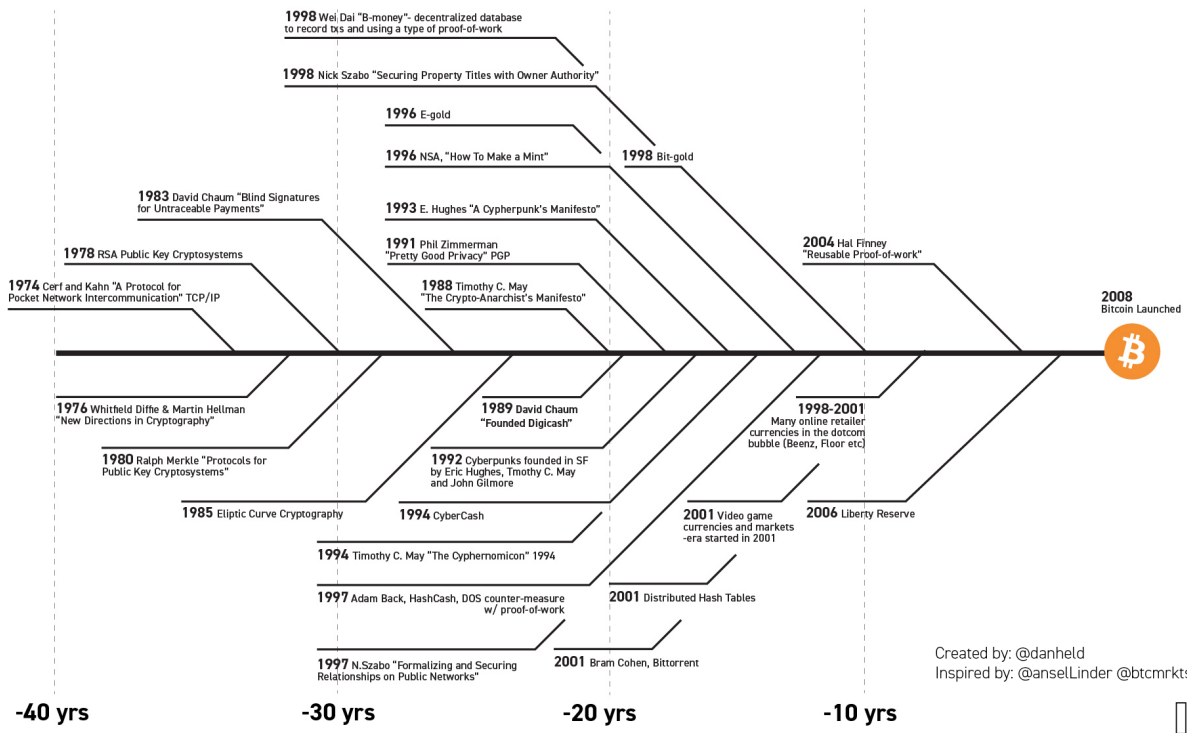 1998 Wei Dai "B-money"- decentralized database
to record txs and using a type of proof-of-work
1998 Nick Szabo "Securing Property Titles with Owner Authority"
1996 E-gold
1996 NSA, "How To Make a Mint"
1998 Bit-gold
1983 David Chaum "Blind Signatures
for Untraceable Payments"
1993 E. Hughes "A Cypherpunk's Manifesto"
1978 RSA Public Key Cryptosystems
1991 Phil Zimmerman
"Pretty Good Privacy" PGP
2004 Hal Finney
"Reusable Proof-of-work"
1974 Cerf and Kahn "A Protocol for
Pocket Network Intercommunication" TCP/IP
1988 Timothy C. May
"The Crypto-Anarchist's Manifesto"
2008
Bitcoin Launched
1976 Whitfield Diffie & Martin Hellman
"New Directions in Cryptography"
1989 David Chaum
"Founded Digicash"
1998-2001
Many online retailer
currencies in the dotcom
bubble (Beenz, Floor etc)
1980 Ralph Merkle "Protocols for
Public Key Cryptosystems"
1992 Cyberpunks founded in SF
by Eric Hughes, Tmothy C. May
and John Gilmore
1985 Eliptic Curve Cryptography
1994 CyberCash
2001 Video game
currencies and markets
-era started in 2001
2006 Liberty Reserve
1994 Timothy C. May "The Cyphernomicon" 1994
1997 Adam Back, HashCash, DOS counter-measure
w/ proof-of-work
2001 Distributed Hash Tables
1997 N.Szabo "Formalizing and Securing
Relationships on Public Networks"
2001 Bram Cohen, Bittorrent
Created by: @danheld
Inspired by: @anselLinder @btcmrkts
-40 yrs
-30 yrs
-20 yrs
-10 yrs